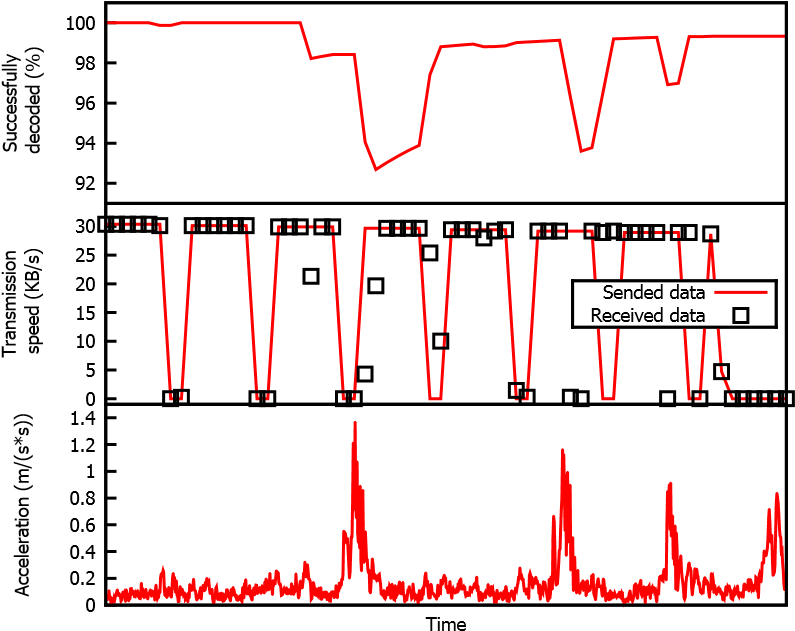 Successfully
decoded (%)
100
98
96
94
92
Transmission
speed (KB/s)
30
25
20
15
10
5
0
Sended data
Received data
Acceleration (m/(s*s))
1.4
1.2
1
0.8
0.6
0.4
0.2
0
Time